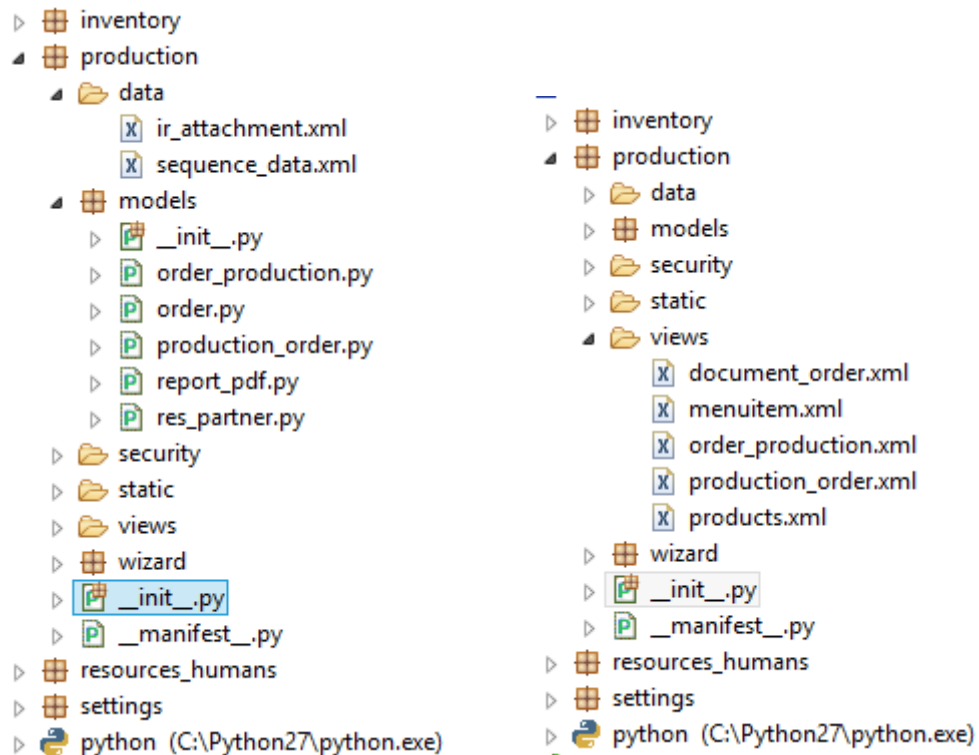 inventory
production
data
ir_attachment.xml
sequence_data.xml
models
__init__.py
order_production.py
order.py
production_order.py
report_pdf.py
res_partner.py
security
static
views
wizard
__init__.py
__manifest__.py
resources_humans
settings
python (C:\Python27\python.exe)
inventory
production
data
models
security
static
views
document_order.xml
menuitem.xml
order_production.xml
production_order.xml
products.xml
wizard
__init__.py
__manifest__.py
resources_humans
settings
python (C:\Python27\python.exe)